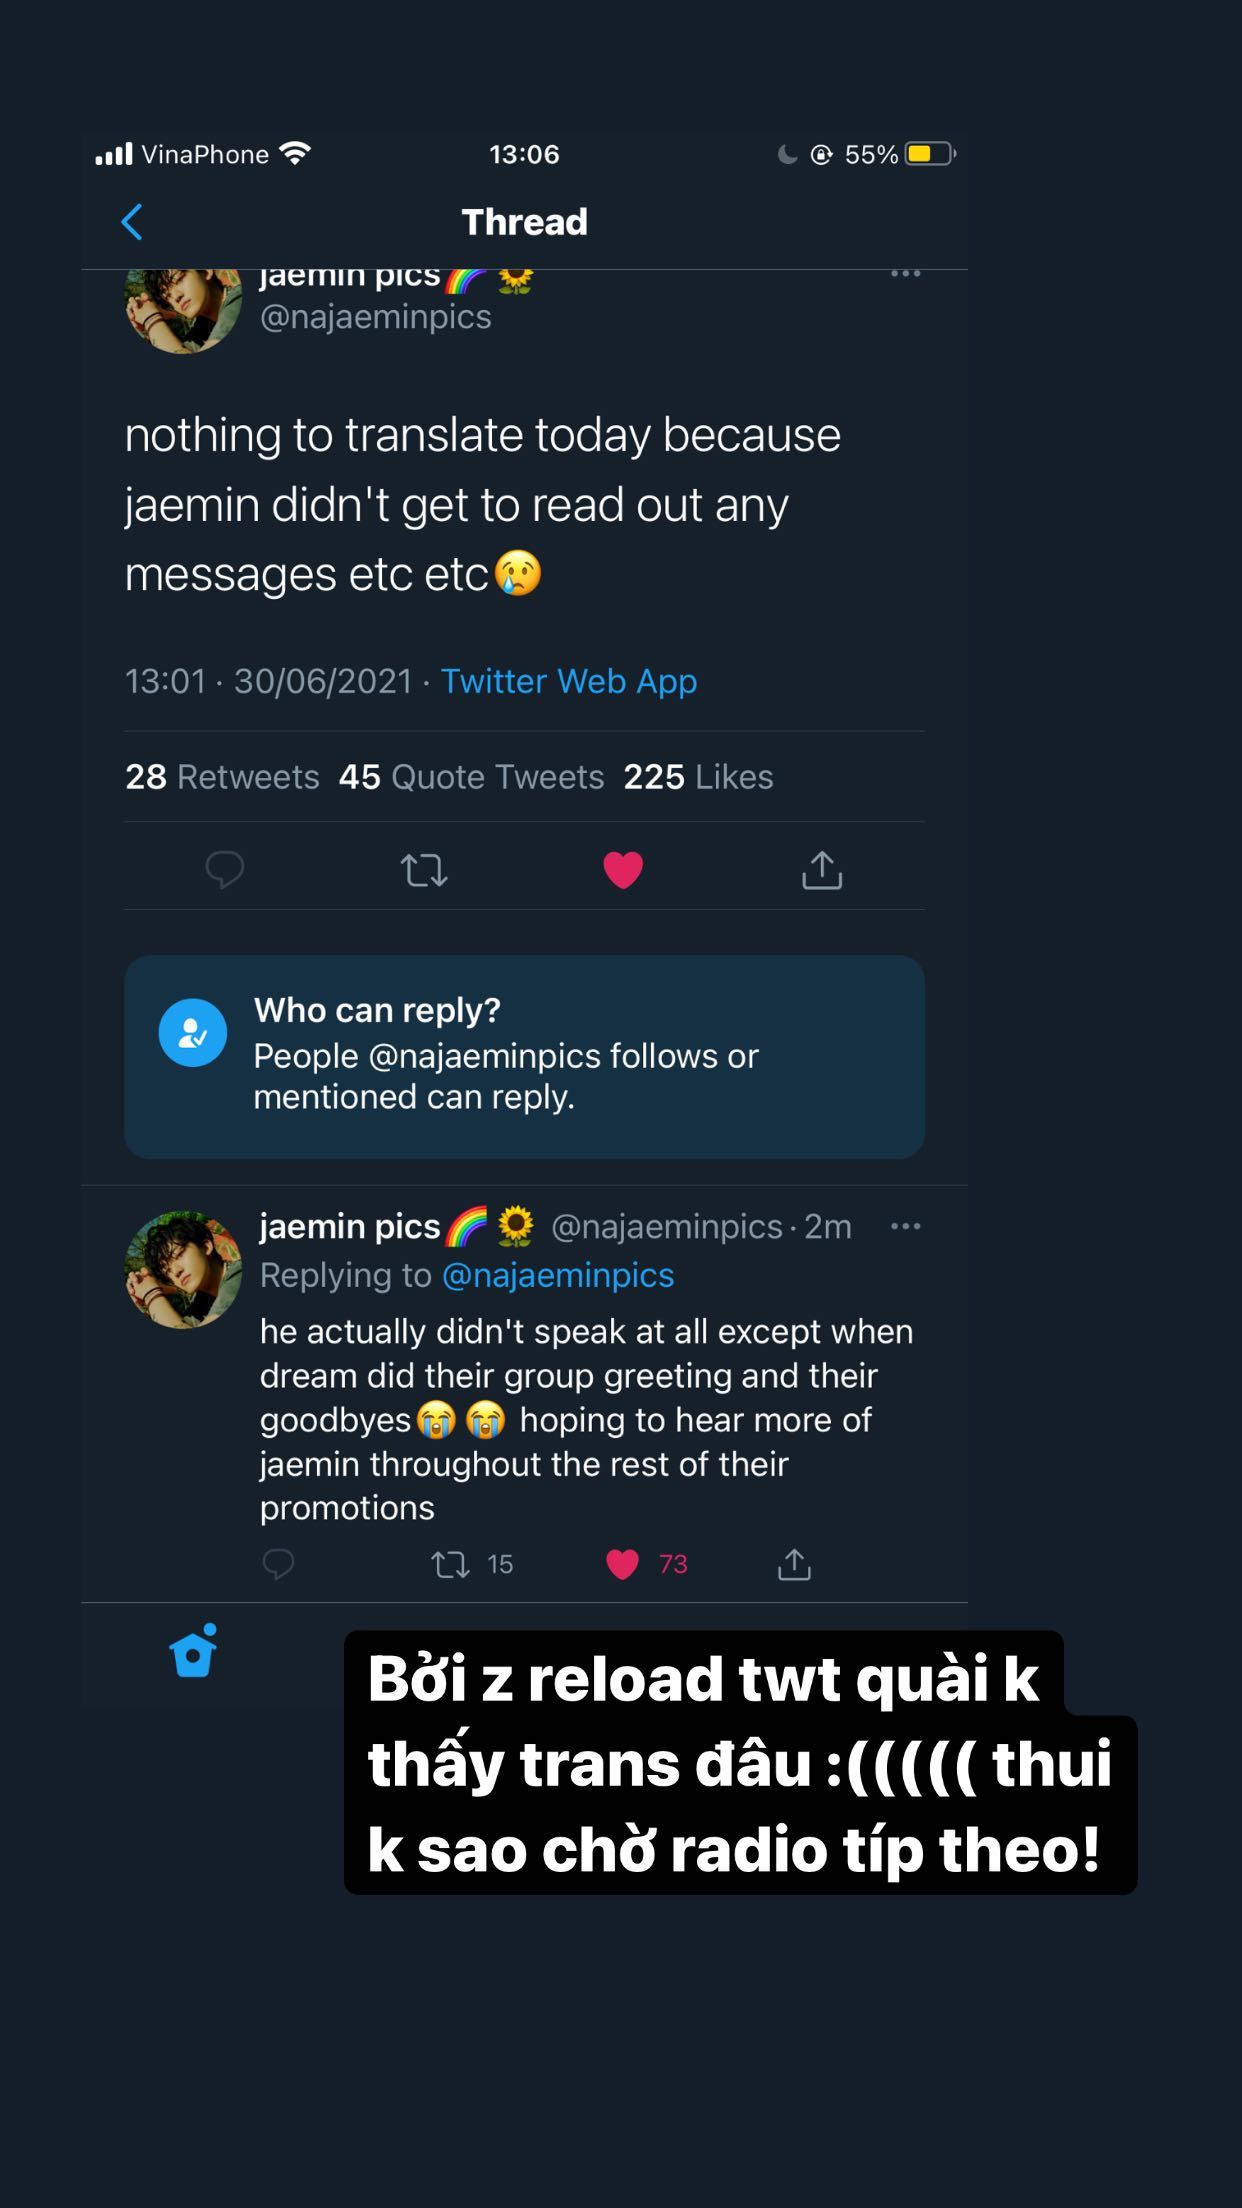 VinaPhone 13:06 55%
Thread
jaemin pics🌈🌻
@najaeminpics
nothing to translate today because
jaemin didn't get to read out any
messages etc etc😢
13:01 · 30/06/2021 · Twitter Web App
28 Retweets 45 Quote Tweets 225 Likes
Who can reply?
People @najaeminpics follows or
mentioned can reply.
jaemin pics🌈🌻 @najaeminpics · 2m
Replying to @najaeminpics
he actually didn't speak at all except when
dream did their group greeting and their
goodbyes😭😭 hoping to hear more of
jaemin throughout the rest of their
promotions
15 73
Bởi z reload twt quài k
thấy trans đâu :((((( thui
k sao chờ radio típ theo!